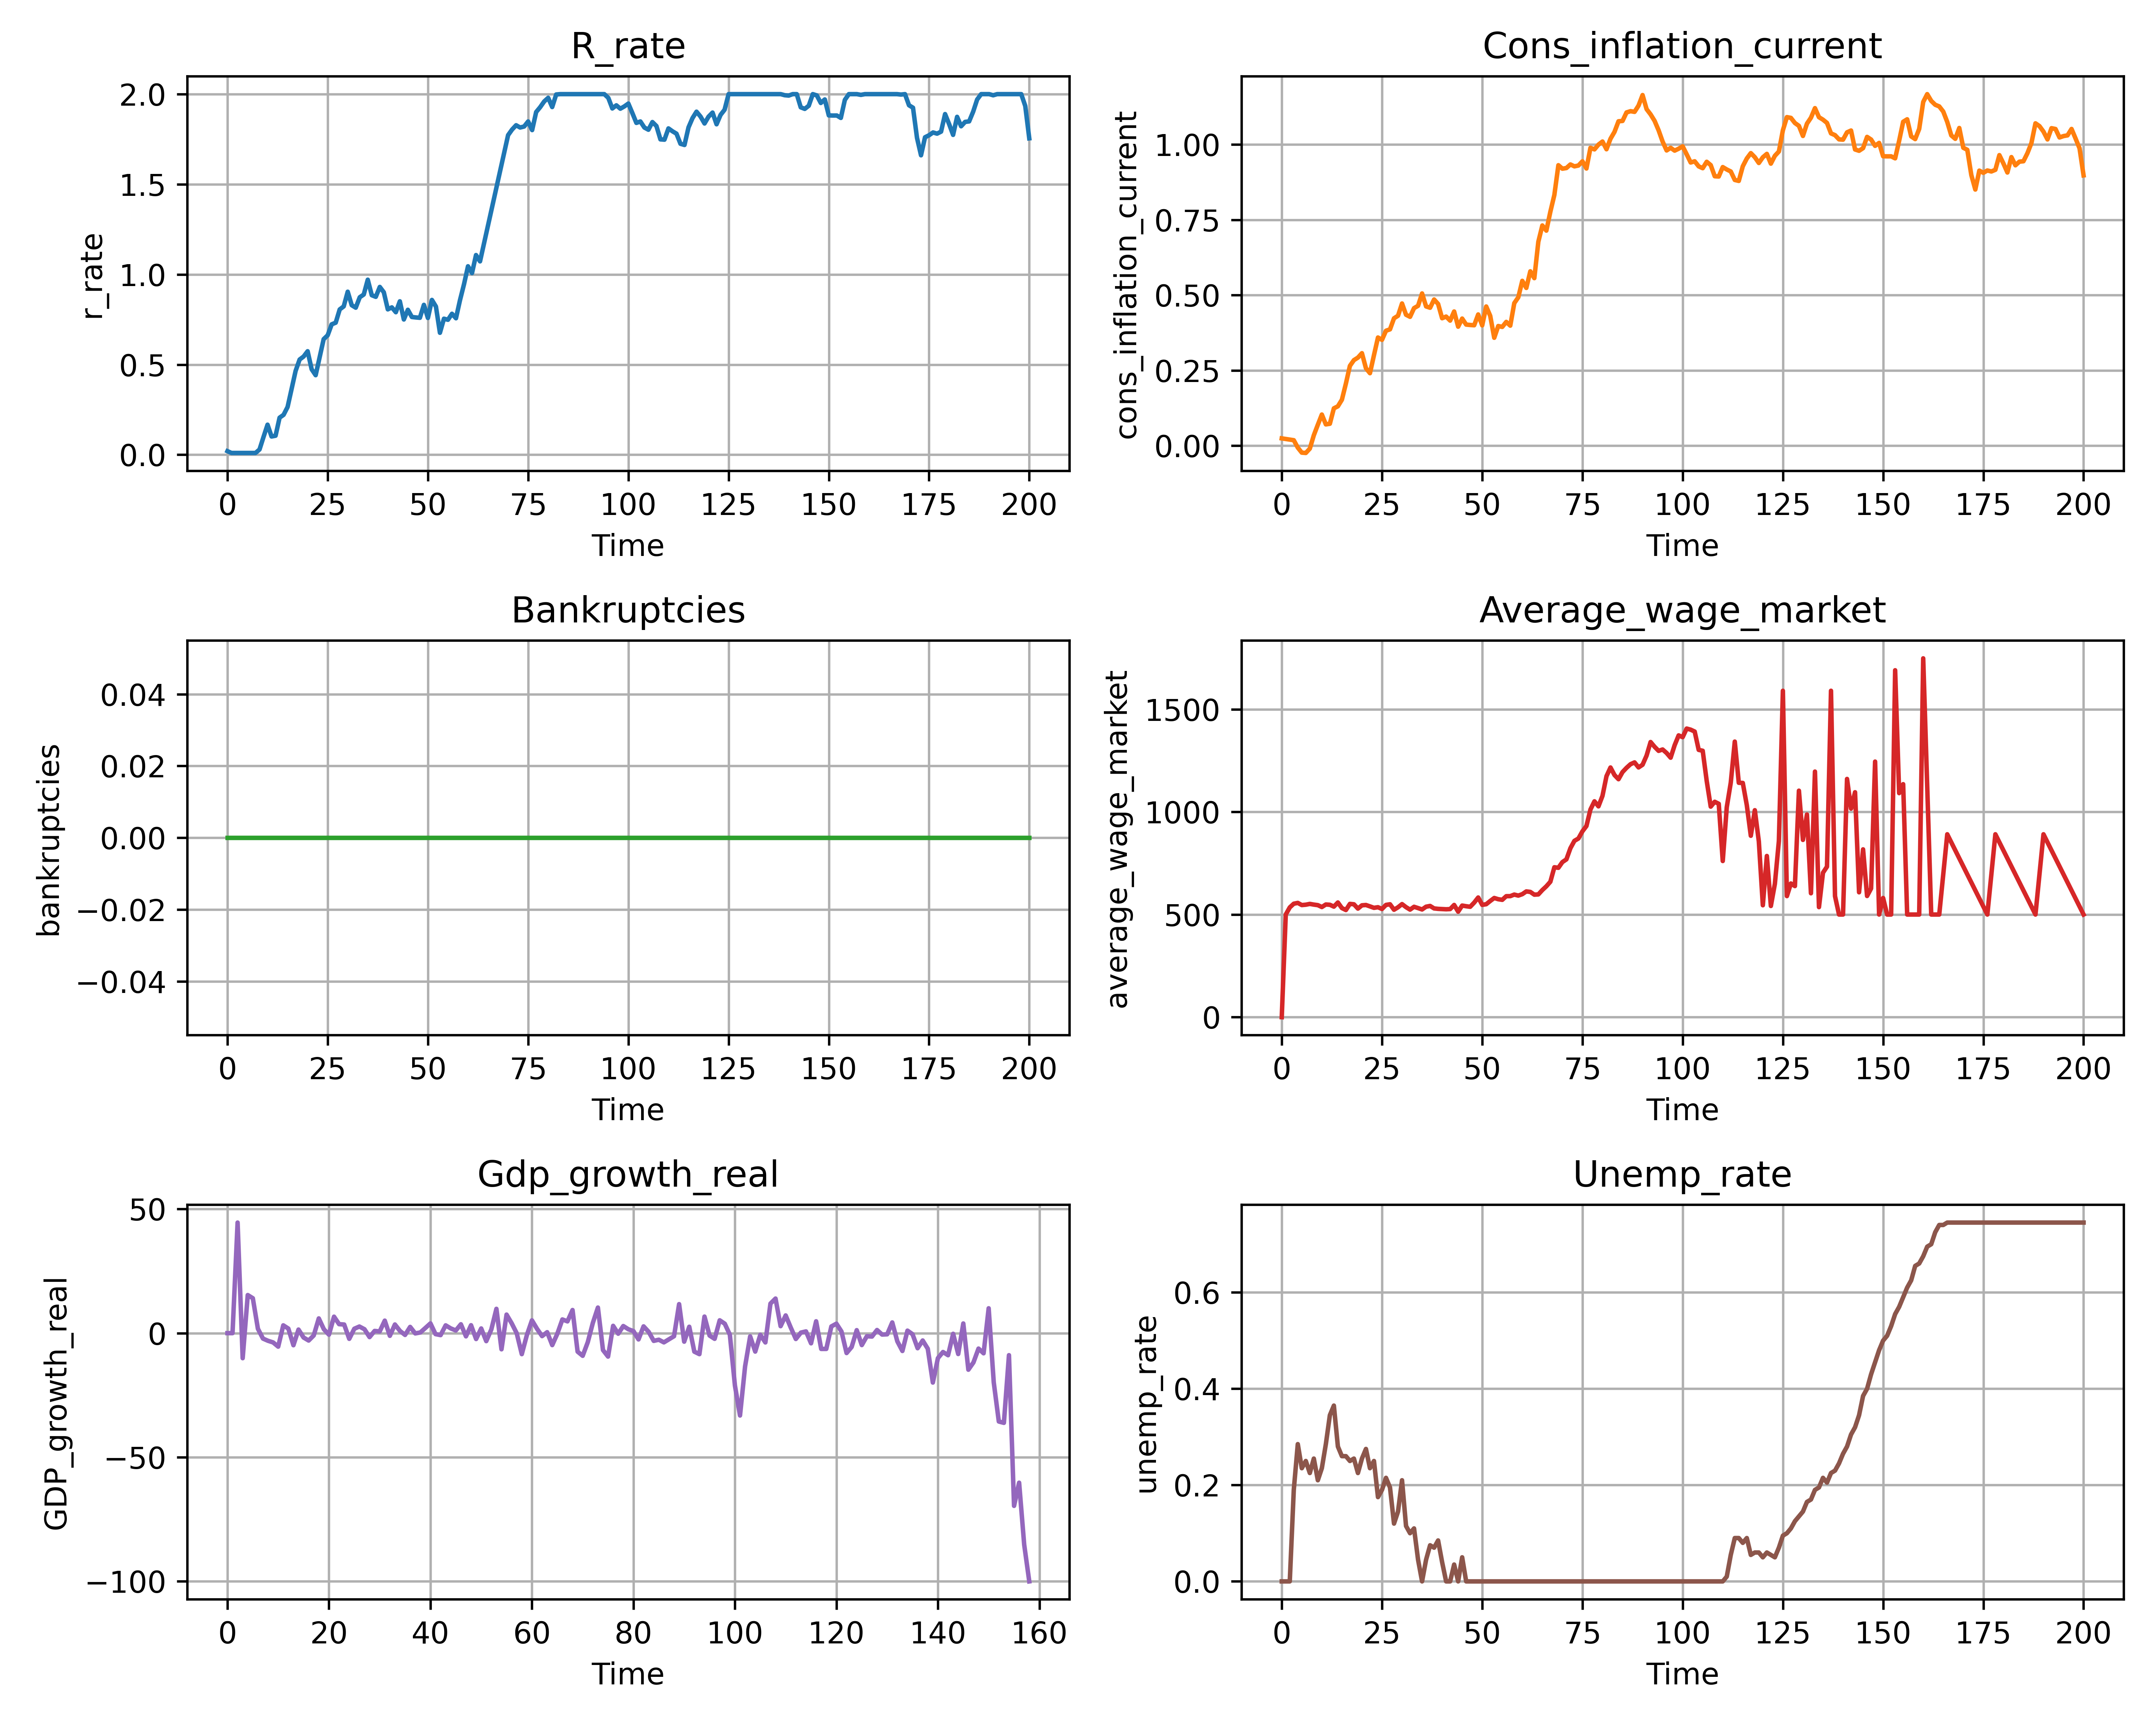 R_rate
r_rate
2.0
1.5
1.0
0.5
0.0
0 25 50 75 100 125 150 175 200
Time
Cons_inflation_current
cons_inflation_current
1.00
0.75
0.50
0.25
0.00
0 25 50 75 100 125 150 175 200
Time
Bankruptcies
bankruptcies
0.04
0.02
0.00
−0.02
−0.04
0 25 50 75 100 125 150 175 200
Time
Average_wage_market
average_wage_market
1500
1000
500
0
0 25 50 75 100 125 150 175 200
Time
Gdp_growth_real
GDP_growth_real
50
0
−50
−100
0 20 40 60 80 100 120 140 160
Time
Unemp_rate
unemp_rate
0.6
0.4
0.2
0.0
0 25 50 75 100 125 150 175 200
Time